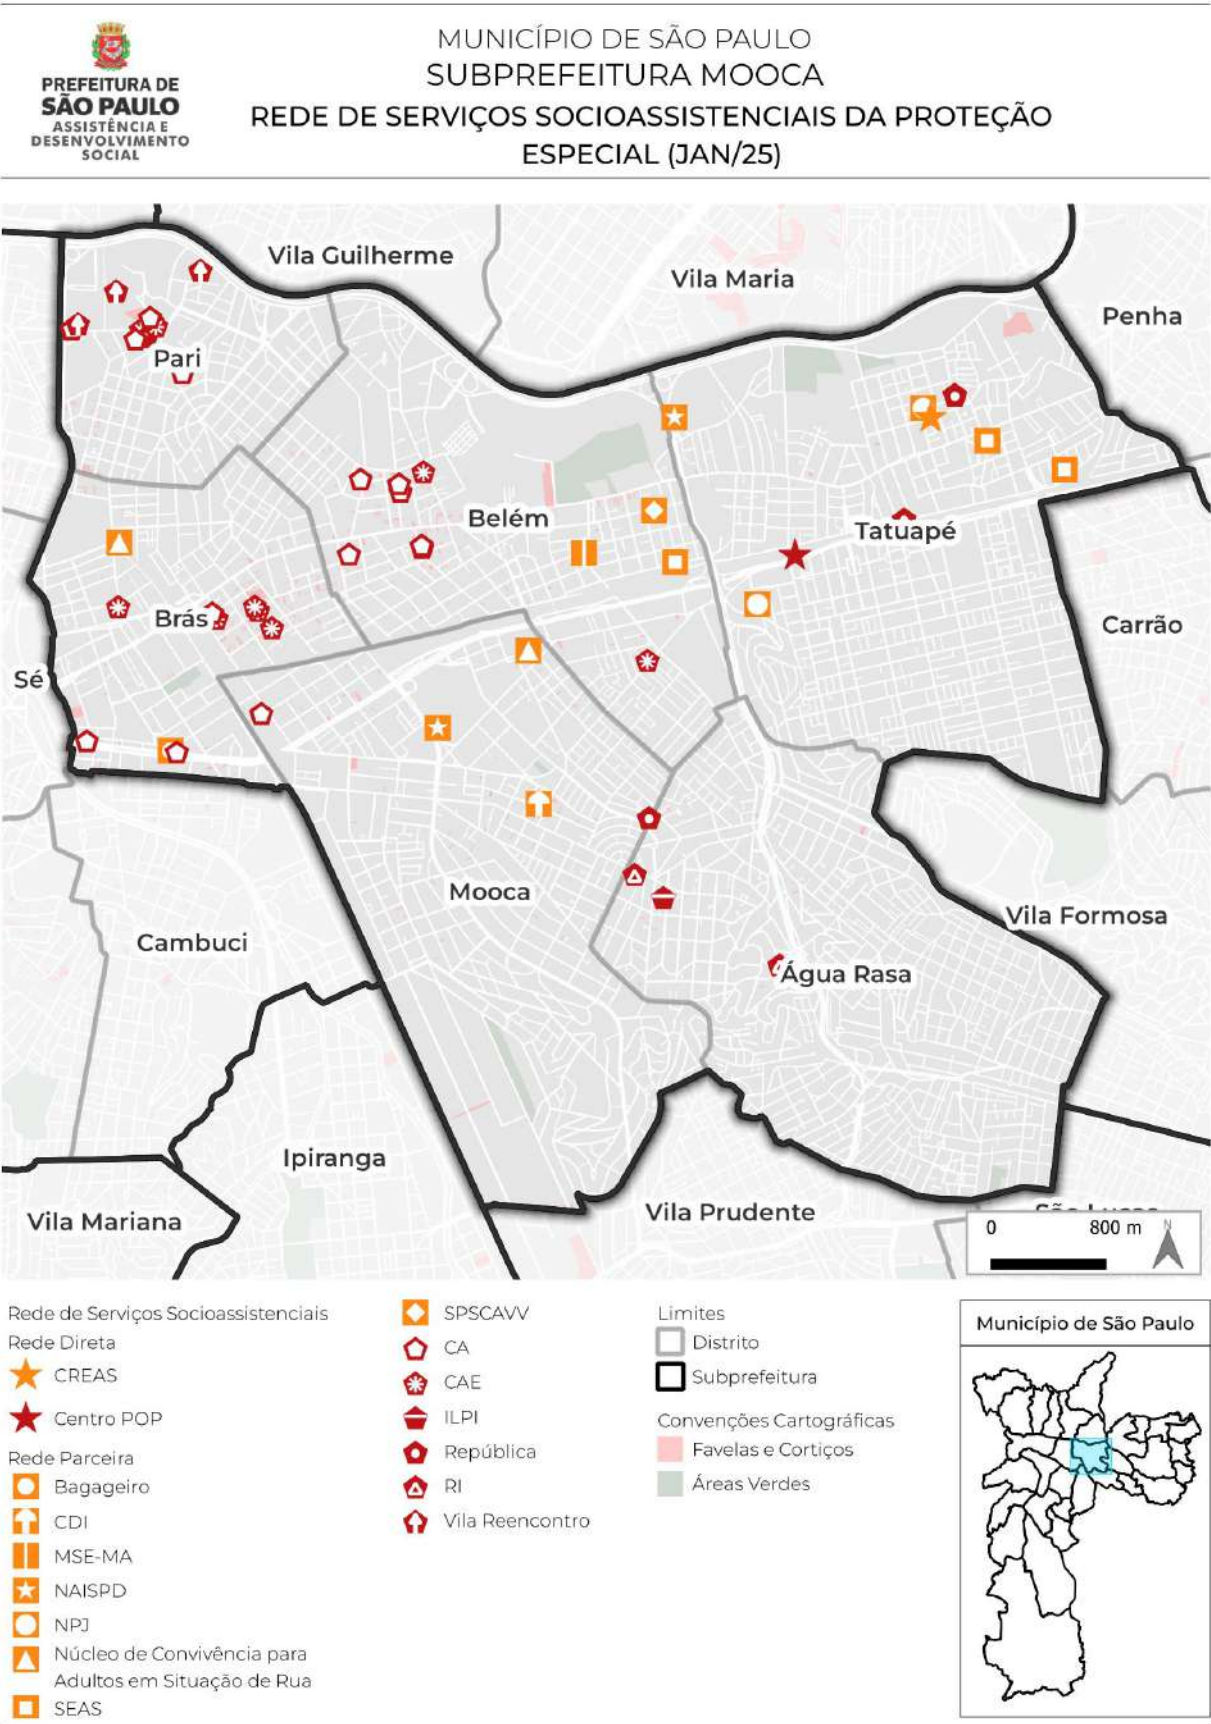 PREFEITURA DE
SÃO PAULO
ASSISTÊNCIA E
DESENVOLVIMENTO
SOCIAL
MUNICÍPIO DE SÃO PAULO
SUBPREFEITURA MOOCA
REDE DE SERVIÇOS SOCIOASSISTENCIAIS DA PROTEÇÃO
ESPECIAL (JAN/25)
Vila Guilherme
Vila Maria
Penha
Pari
Belém
Tatuapé
Brás
Carrão
Sé
Mooca
Vila Formosa
Cambuci
Água Rasa
Ipiranga
Vila Mariana
Vila Prudente
0 800 m N
Rede de Serviços Socioassistenciais
Rede Direta
CREAS
Centro POP
Rede Parceira
Bagageiro
CDI
MSE-MA
NAISPD
NPJ
Núcleo de Convivência para
Adultos em Situação de Rua
SEAS
SPSCAVV
CA
CAE
ILPI
República
RI
Vila Reencontro
Limites
Distrito
Subprefeitura
Convenções Cartográficas
Favelas e Cortiços
Áreas Verdes
Município de São Paulo